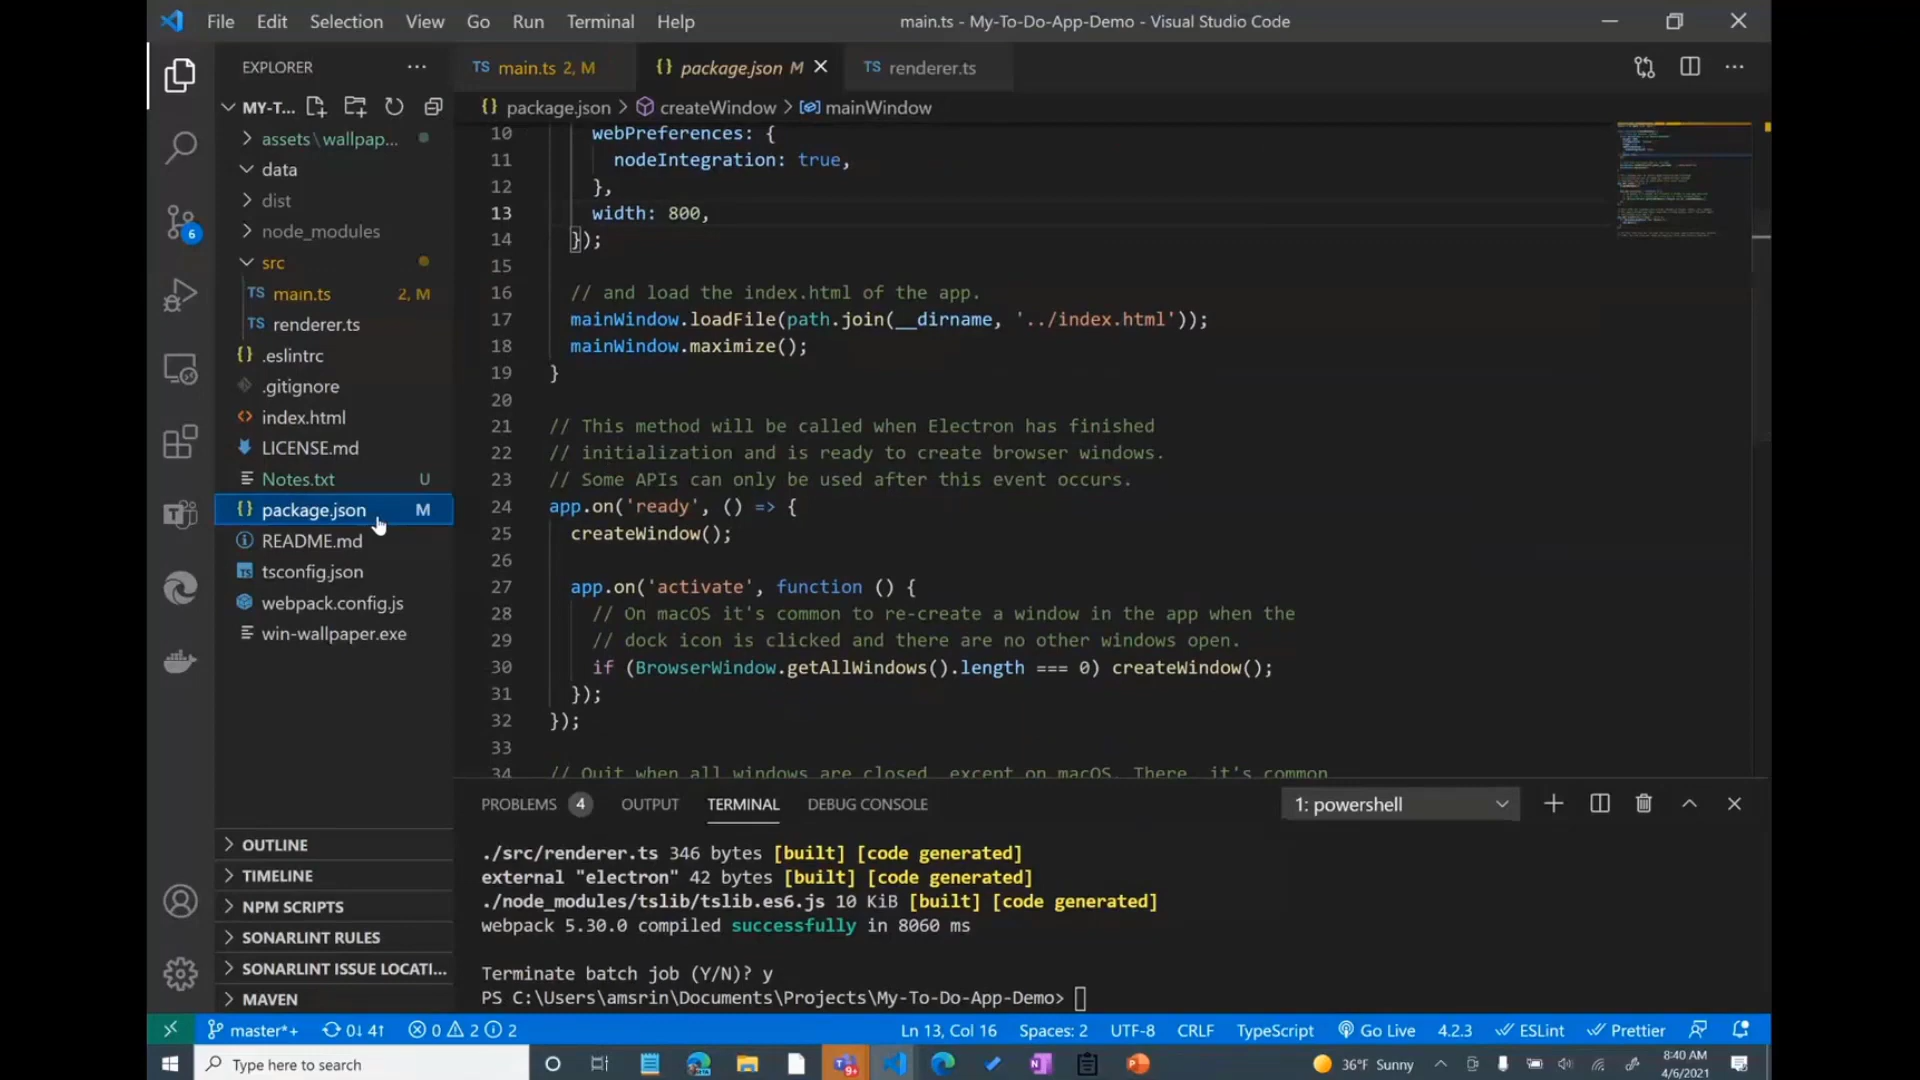 File Edit Selection View Go Run Terminal Help main.ts - My-To-Do-App-Demo - Visual Studio Code
EXPLORER ···
TS main.ts 2, M {} package.json M TS renderer.ts
MY-T...
{} package.json > createWindow > mainWindow
assets\wallpap...
data
dist
node_modules
src
TS main.ts 2, M
TS renderer.ts
{} .eslintrc
.gitignore
index.html
LICENSE.md
Notes.txt U
{} package.json M
README.md
TS tsconfig.json
webpack.config.js
win-wallpaper.exe
OUTLINE
TIMELINE
NPM SCRIPTS
SONARLINT RULES
SONARLINT ISSUE LOCATI...
MAVEN
6
10 webPreferences: {
11 nodeIntegration: true,
12 },
13 width: 800,
14 });
15
16 // and load the index.html of the app.
17 mainWindow.loadFile(path.join(__dirname, '../index.html'));
18 mainWindow.maximize();
19 }
20
21 // This method will be called when Electron has finished
22 // initialization and is ready to create browser windows.
23 // Some APIs can only be used after this event occurs.
24 app.on('ready', () => {
25 createWindow();
26
27 app.on('activate', function () {
28 // On macOS it's common to re-create a window in the app when the
29 // dock icon is clicked and there are no other windows open.
30 if (BrowserWindow.getAllWindows().length === 0) createWindow();
31 });
32 });
33
34 // Quit when all windows are closed, except on macOS. There, it's common
PROBLEMS 4 OUTPUT TERMINAL DEBUG CONSOLE 1: powershell
./src/renderer.ts 346 bytes [built] [code generated]
external "electron" 42 bytes [built] [code generated]
./node_modules/tslib/tslib.es6.js 10 KiB [built] [code generated]
webpack 5.30.0 compiled successfully in 8060 ms
Terminate batch job (Y/N)? y
PS C:\Users\amsrin\Documents\Projects\My-To-Do-App-Demo>
master*+ 0↓ 4↑ 0 2 2 Ln 13, Col 16 Spaces: 2 UTF-8 CRLF TypeScript Go Live 4.2.3 ESLint Prettier
Type here to search 9+ 36°F Sunny 8:40 AM
4/6/2021